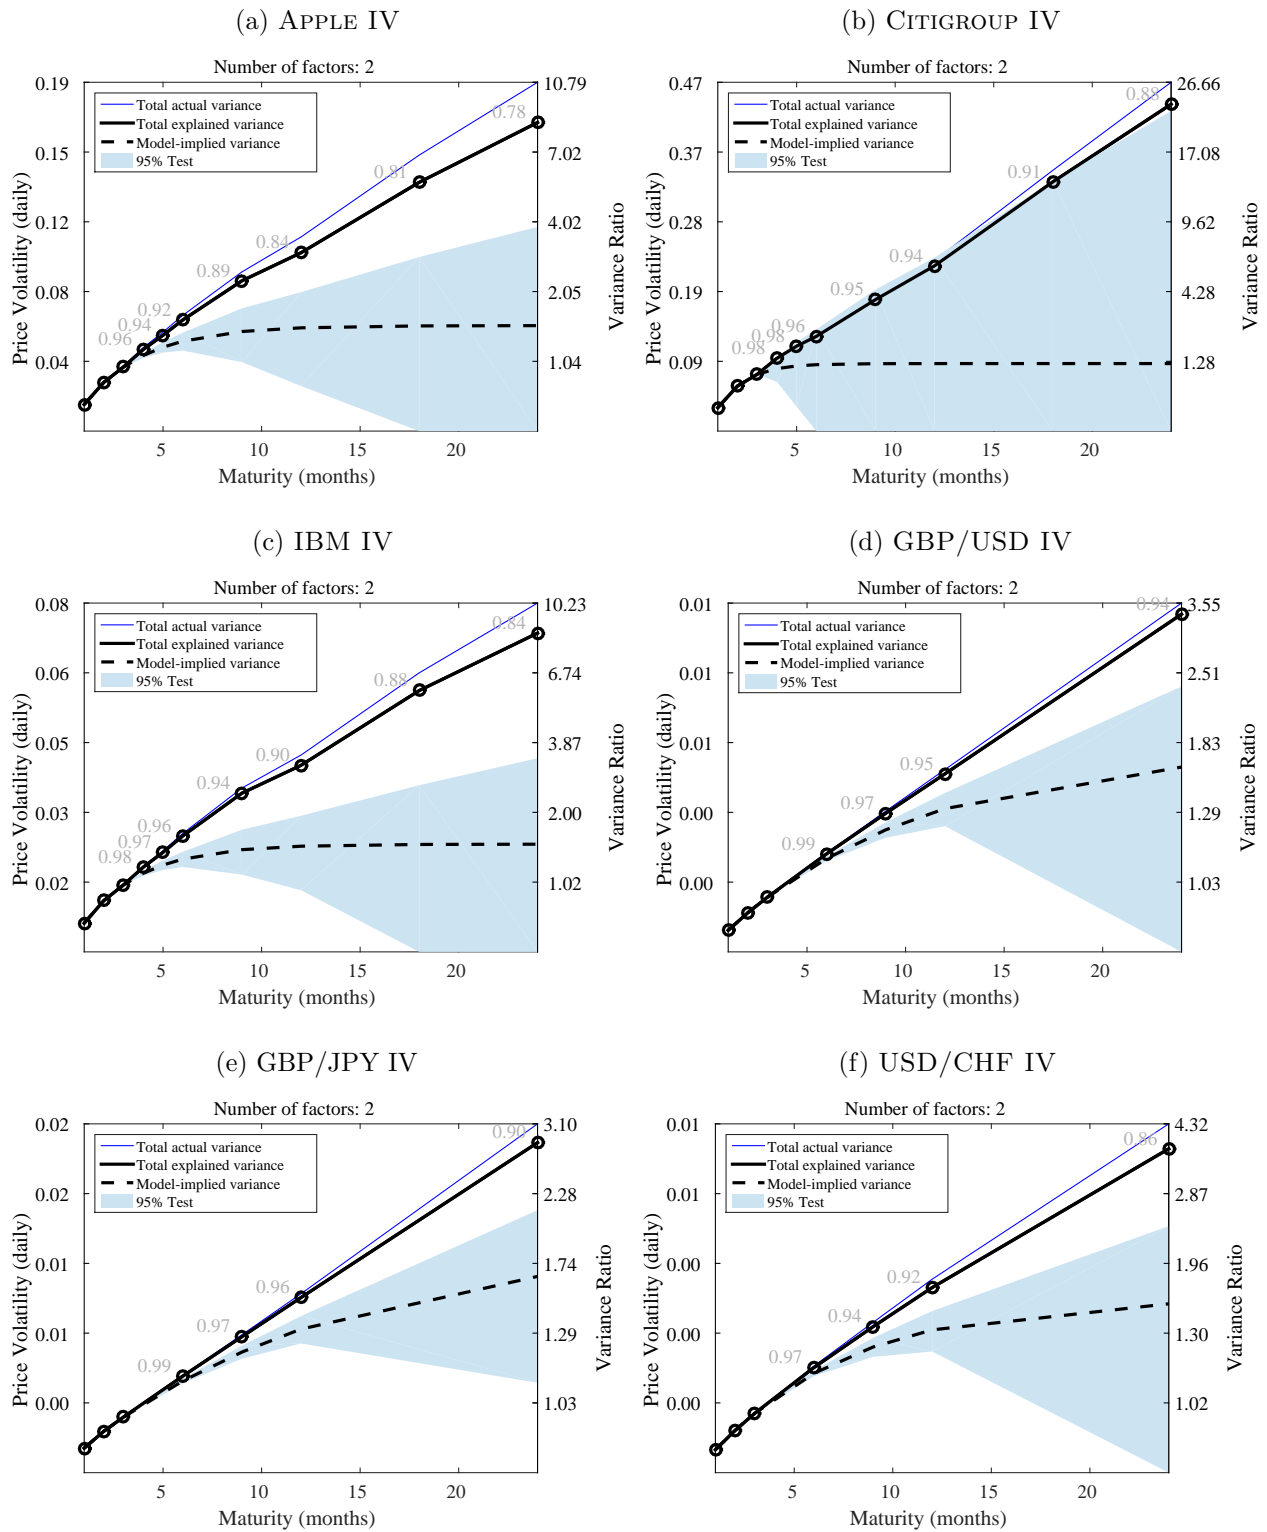 (a) APPLE IV
Number of factors: 2
Price Volatility (daily)
0.19
0.15
0.12
0.08
0.04
Total actual variance
Total explained variance
Model-implied variance
95% Test
0.96
0.94
0.92
0.89
0.84
0.81
0.78
10.79
7.02
4.02
2.05
1.04
Variance Ratio
5 10 15 20
Maturity (months)
(b) CITIGROUP IV
Number of factors: 2
Price Volatility (daily)
0.47
0.37
0.28
0.19
0.09
Total actual variance
Total explained variance
Model-implied variance
95% Test
0.98
0.98
0.96
0.95
0.94
0.91
0.88
26.66
17.08
9.62
4.28
1.28
Variance Ratio
5 10 15 20
Maturity (months)
(c) IBM IV
Number of factors: 2
Price Volatility (daily)
0.08
0.06
0.05
0.03
0.02
Total actual variance
Total explained variance
Model-implied variance
95% Test
0.98
0.97
0.96
0.94
0.90
0.88
0.84
10.23
6.74
3.87
2.00
1.02
Variance Ratio
5 10 15 20
Maturity (months)
(d) GBP/USD IV
Number of factors: 2
Price Volatility (daily)
0.01
0.01
0.01
0.00
0.00
Total actual variance
Total explained variance
Model-implied variance
95% Test
0.99
0.97
0.95
0.94
3.55
2.51
1.83
1.29
1.03
Variance Ratio
5 10 15 20
Maturity (months)
(e) GBP/JPY IV
Number of factors: 2
Price Volatility (daily)
0.02
0.02
0.01
0.01
0.00
Total actual variance
Total explained variance
Model-implied variance
95% Test
0.99
0.97
0.96
0.90
3.10
2.28
1.74
1.29
1.03
Variance Ratio
5 10 15 20
Maturity (months)
(f) USD/CHF IV
Number of factors: 2
Price Volatility (daily)
0.01
0.01
0.00
0.00
0.00
Total actual variance
Total explained variance
Model-implied variance
95% Test
0.97
0.94
0.92
0.86
4.32
2.87
1.96
1.30
1.02
Variance Ratio
5 10 15 20
Maturity (months)